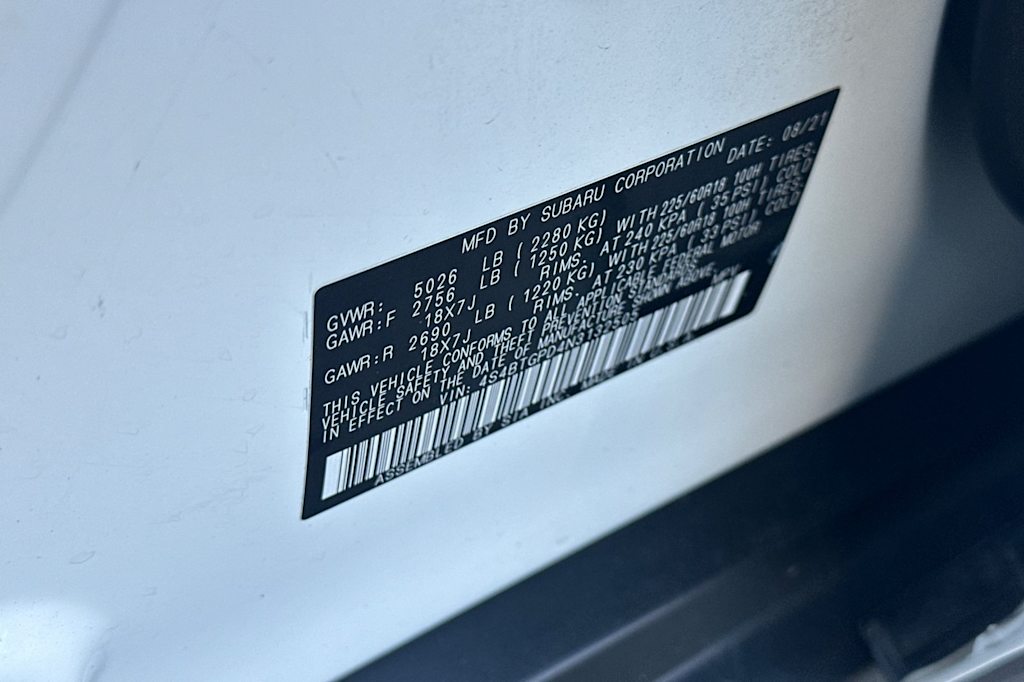 MFD BY SUBARU CORPORATION DATE: 08/21
GVWR: 5026 LB (2280 KG)
GAWR:F 2756 LB (1250 KG) WITH 225/60R18 100H TIRES.
18X7J RIMS. AT 240 KPA (35 PSI) COLD
GAWR:R 2690 LB (1220 KG) WITH 225/60R18 100H TIRES.
18X7J RIMS. AT 230 KPA (33 PSI) COLD
THIS VEHICLE CONFORMS TO ALL APPLICABLE FEDERAL MOTOR
VEHICLE SAFETY AND THEFT PREVENTION STANDARDS
IN EFFECT ON THE DATE OF MANUFACTURE SHOWN ABOVE.
VIN: MPV
ASSEMBLED BY SIA INC. MADE IN U.S.A